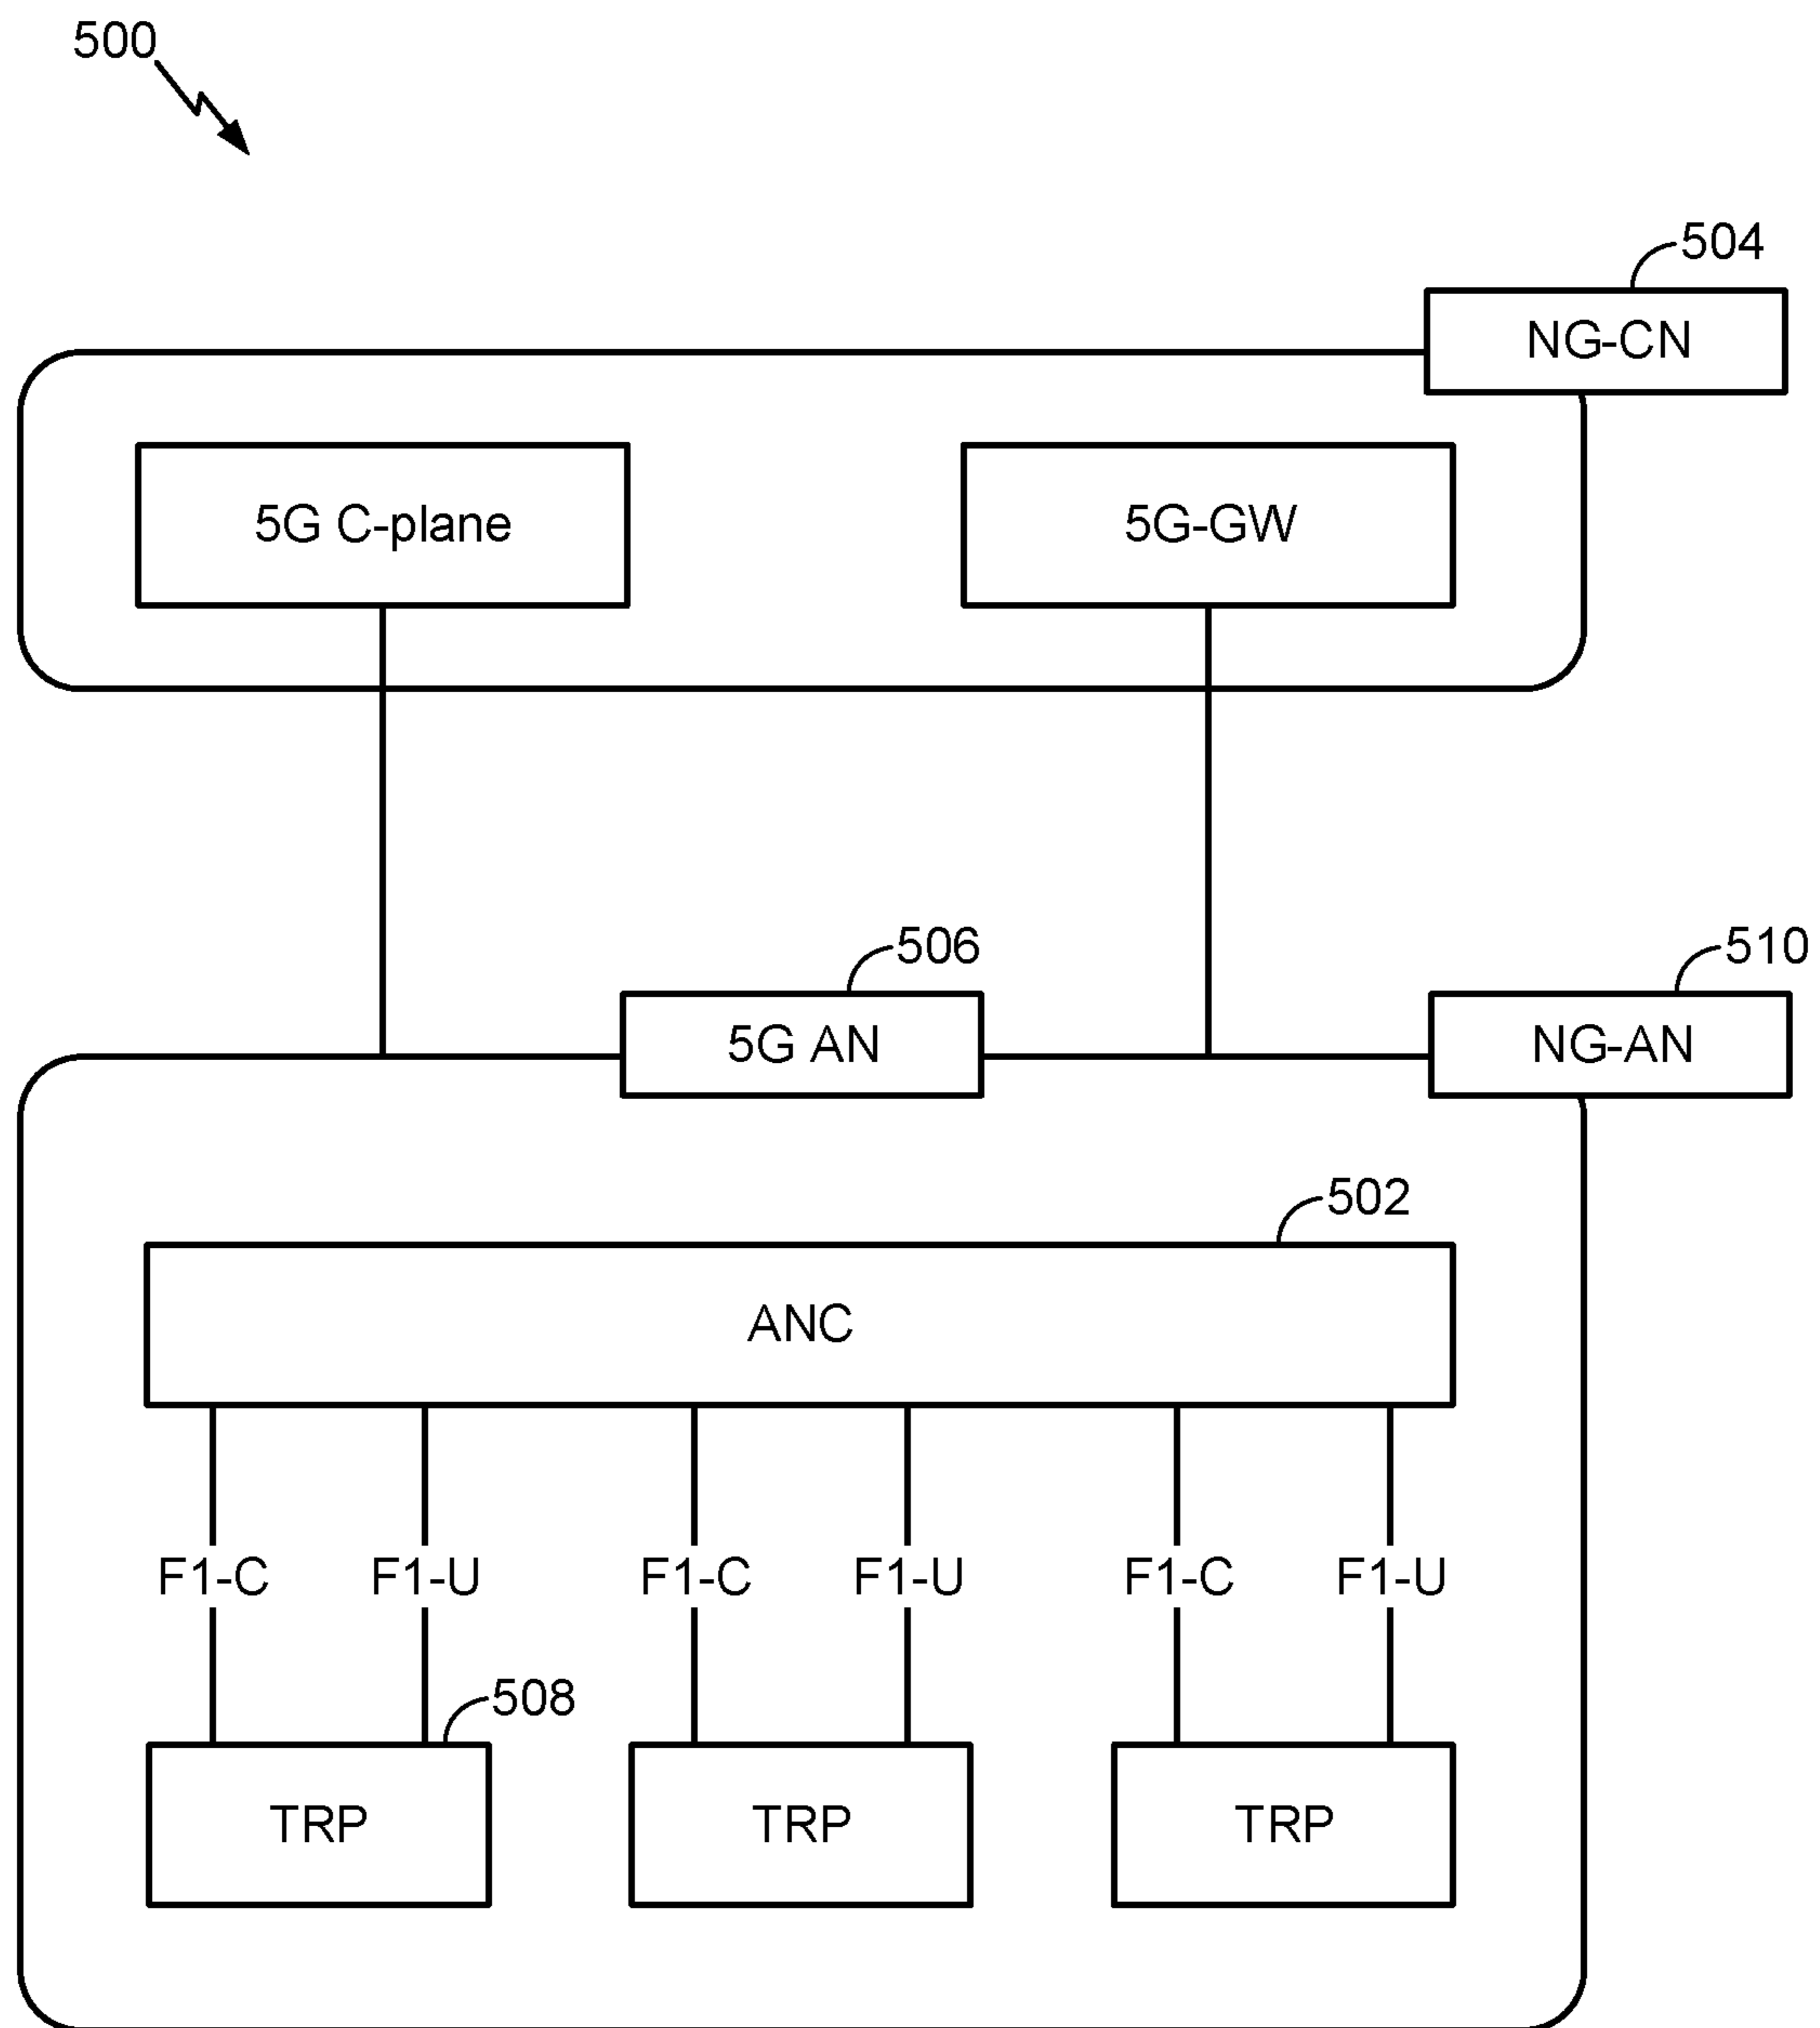 500
504
NG-CN
5G C-plane
5G-GW
506
510
5G AN
NG-AN
502
ANC
F1-C F1-U F1-C F1-U F1-C F1-U
508
TRP TRP TRP